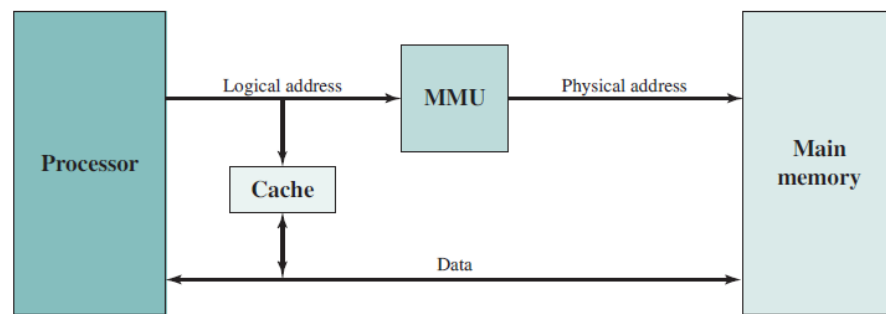 Logical address
Physical address
MMU
Processor
Main
memory
Cache
Data